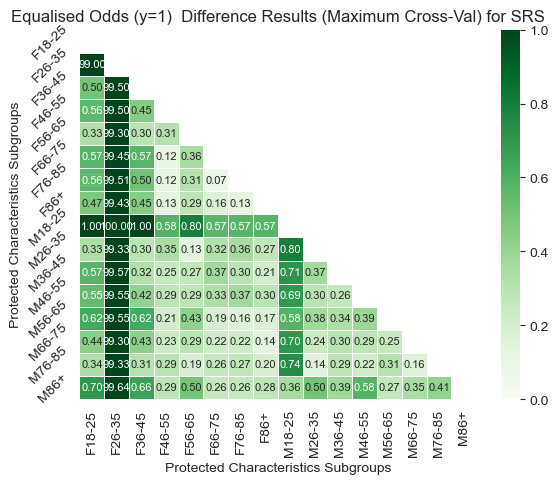 Equalised Odds (y=1)  Difference Results (Maximum Cross-Val) for SRS
Protected Characteristics Subgroups
F18-25
F26-35 99.00
F36-45 0.50 99.50
F46-55 0.56 99.50 0.45
F56-65 0.33 99.30 0.30 0.31
F66-75 0.57 99.45 0.57 0.12 0.36
F76-85 0.56 99.51 0.50 0.12 0.31 0.07
F86+ 0.47 99.43 0.45 0.13 0.29 0.16 0.13
M18-25 1.00 100.00 1.00 0.58 0.80 0.57 0.57 0.57
M26-35 0.33 99.33 0.30 0.35 0.13 0.32 0.36 0.27 0.80
M36-45 0.57 99.57 0.32 0.25 0.27 0.37 0.30 0.21 0.71 0.37
M46-55 0.55 99.55 0.42 0.29 0.29 0.33 0.37 0.30 0.69 0.30 0.26
M56-65 0.62 99.55 0.62 0.21 0.43 0.19 0.16 0.17 0.58 0.38 0.34 0.39
M66-75 0.44 99.30 0.43 0.23 0.29 0.22 0.22 0.14 0.70 0.24 0.30 0.29 0.25
M76-85 0.34 99.33 0.31 0.29 0.19 0.26 0.27 0.20 0.74 0.14 0.29 0.22 0.31 0.16
M86+ 0.70 99.64 0.66 0.29 0.50 0.26 0.26 0.28 0.36 0.50 0.39 0.58 0.27 0.35 0.41
F18-25 F26-35 F36-45 F46-55 F56-65 F66-75 F76-85 F86+ M18-25 M26-35 M36-45 M46-55 M56-65 M66-75 M76-85 M86+
Protected Characteristics Subgroups
1.0
0.8
0.6
0.4
0.2
0.0